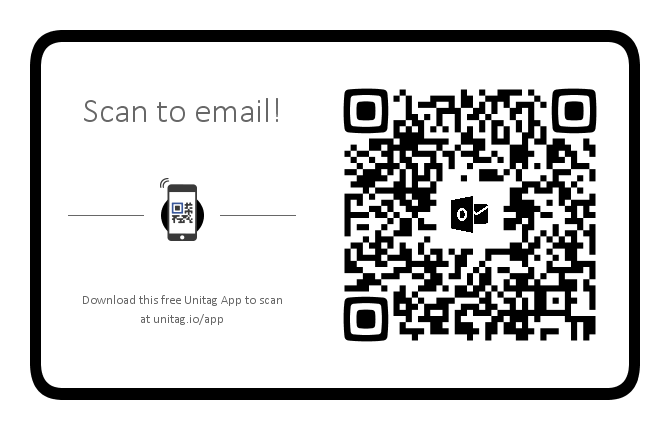 Scan to email!
Download this free Unitag App to scan
at unitag.io/app